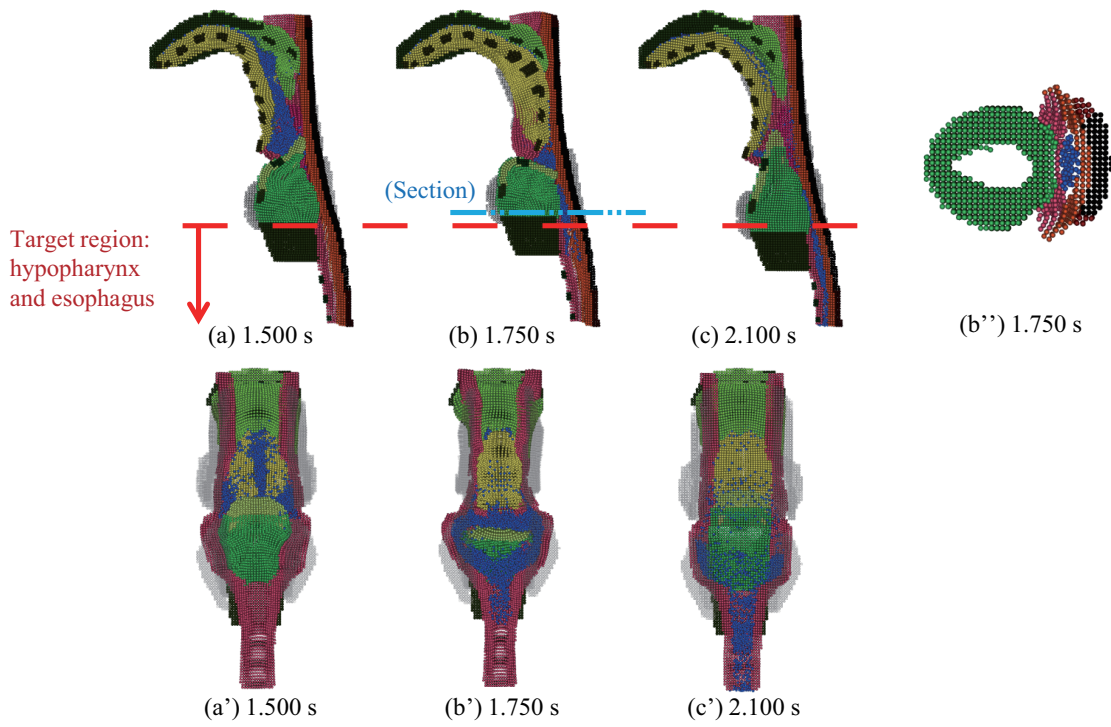 (Section)
Target region:
hypopharynx
and esophagus
(a) 1.500 s
(b) 1.750 s
(c) 2.100 s
(b’’) 1.750 s
(a’) 1.500 s
(b’) 1.750 s
(c’) 2.100 s